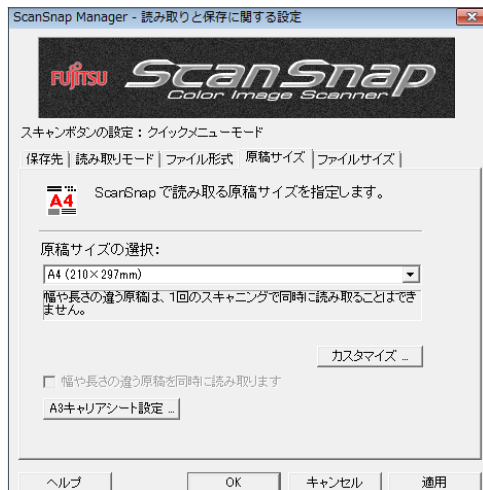 ScanSnap Manager - 読み取りと保存に関する設定
FUJITSU ScanSnap
Color Image Scanner
スキャンボタンの設定：クイックメニューモード
保存先 読み取りモード ファイル形式 原稿サイズ ファイルサイズ
A4 ScanSnap で読み取る原稿サイズを指定します。
原稿サイズの選択：
A4 (210×297mm)
幅や長さの違う原稿は、1回のスキャニングで同時に読み取ることはでき
ません。
カスタマイズ ...
幅や長さの違う原稿を同時に読み取ります
A3キャリアシート設定 ...
ヘルプ OK キャンセル 適用